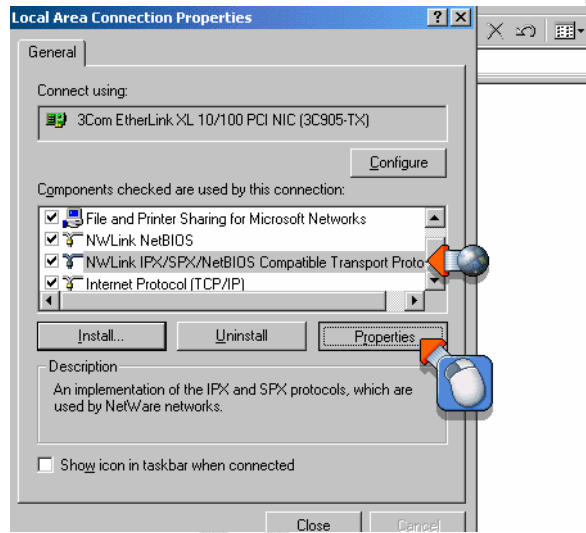 Local Area Connection Properties
General
Connect using:
3Com EtherLink XL 10/100 PCI NIC (3C905-TX)
Configure
Components checked are used by this connection:
File and Printer Sharing for Microsoft Networks
NWLink NetBIOS
NWLink IPX/SPX/NetBIOS Compatible Transport Proto
Internet Protocol (TCP/IP)
Install... Uninstall Properties
Description
An implementation of the IPX and SPX protocols, which are
used by NetWare networks.
Show icon in taskbar when connected
Close Cancel